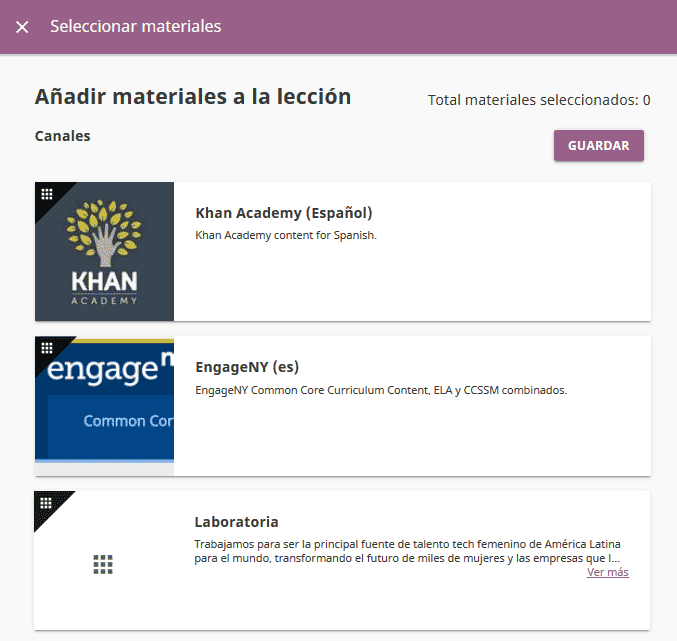 Seleccionar materiales
Añadir materiales a la lección
Total materiales seleccionados: 0
Canales
GUARDAR
KHAN
ACADEMY
Khan Academy (Español)
Khan Academy content for Spanish.
engage
Common Cor
EngageNY (es)
EngageNY Common Core Curriculum Content, ELA y CCSSM combinados.
Laboratoria
Trabajamos para ser la principal fuente de talento tech femenino de América Latina
para el mundo, transformando el futuro de miles de mujeres y las empresas que l...
Ver más